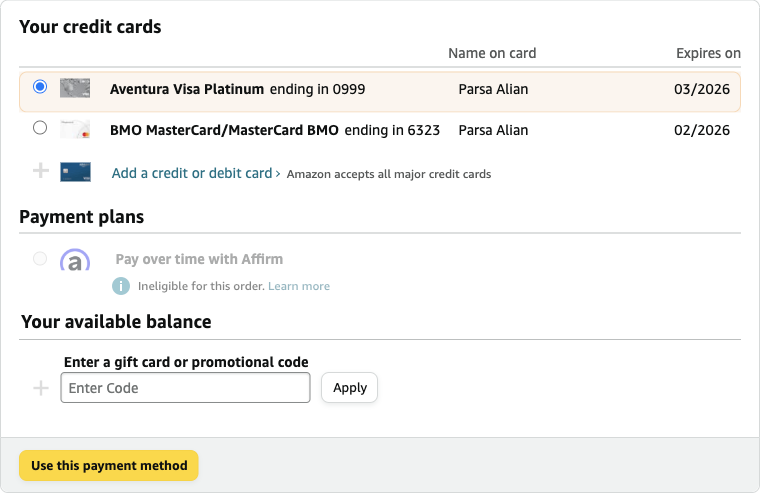 Your credit cards
Name on card Expires on
Aventura Visa Platinum ending in 0999 Parsa Alian 03/2026
BMO MasterCard/MasterCard BMO ending in 6323 Parsa Alian 02/2026
Add a credit or debit card › Amazon accepts all major credit cards
Payment plans
a Pay over time with Affirm
i Ineligible for this order. Learn more
Your available balance
Enter a gift card or promotional code
Enter Code Apply
Use this payment method